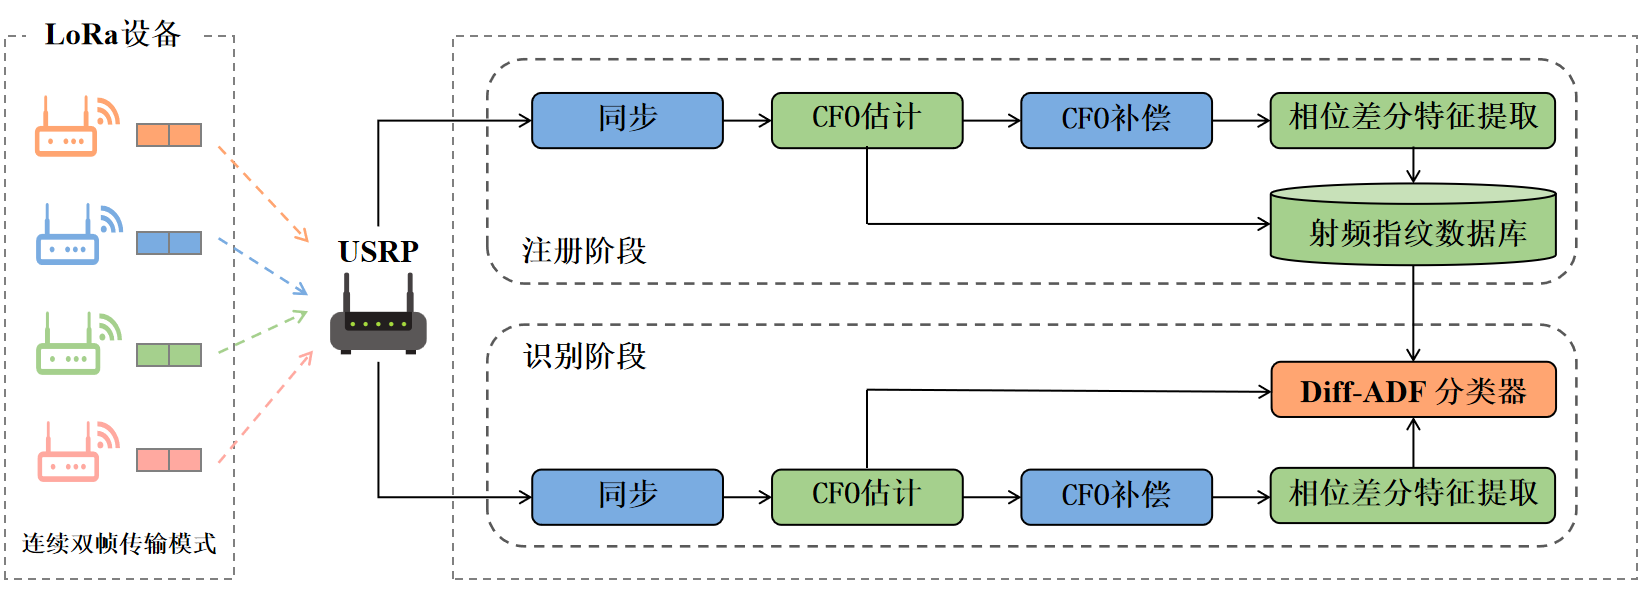 LoRa设备
连续双帧传输模式
USRP
同步
CFO估计
CFO补偿
相位差分特征提取
射频指纹数据库
注册阶段
识别阶段
Diff-ADF 分类器
同步
CFO估计
CFO补偿
相位差分特征提取